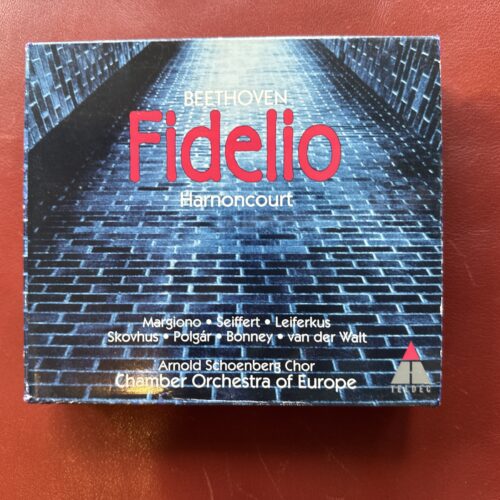 BEETHOVEN
Fidelio
Harnoncourt
Margiono • Seiffert • Leiferkus
Skovhus • Polgár • Bonney • van der Walt
Arnold Schoenberg Chor
Chamber Orchestra of Europe
TELDEC